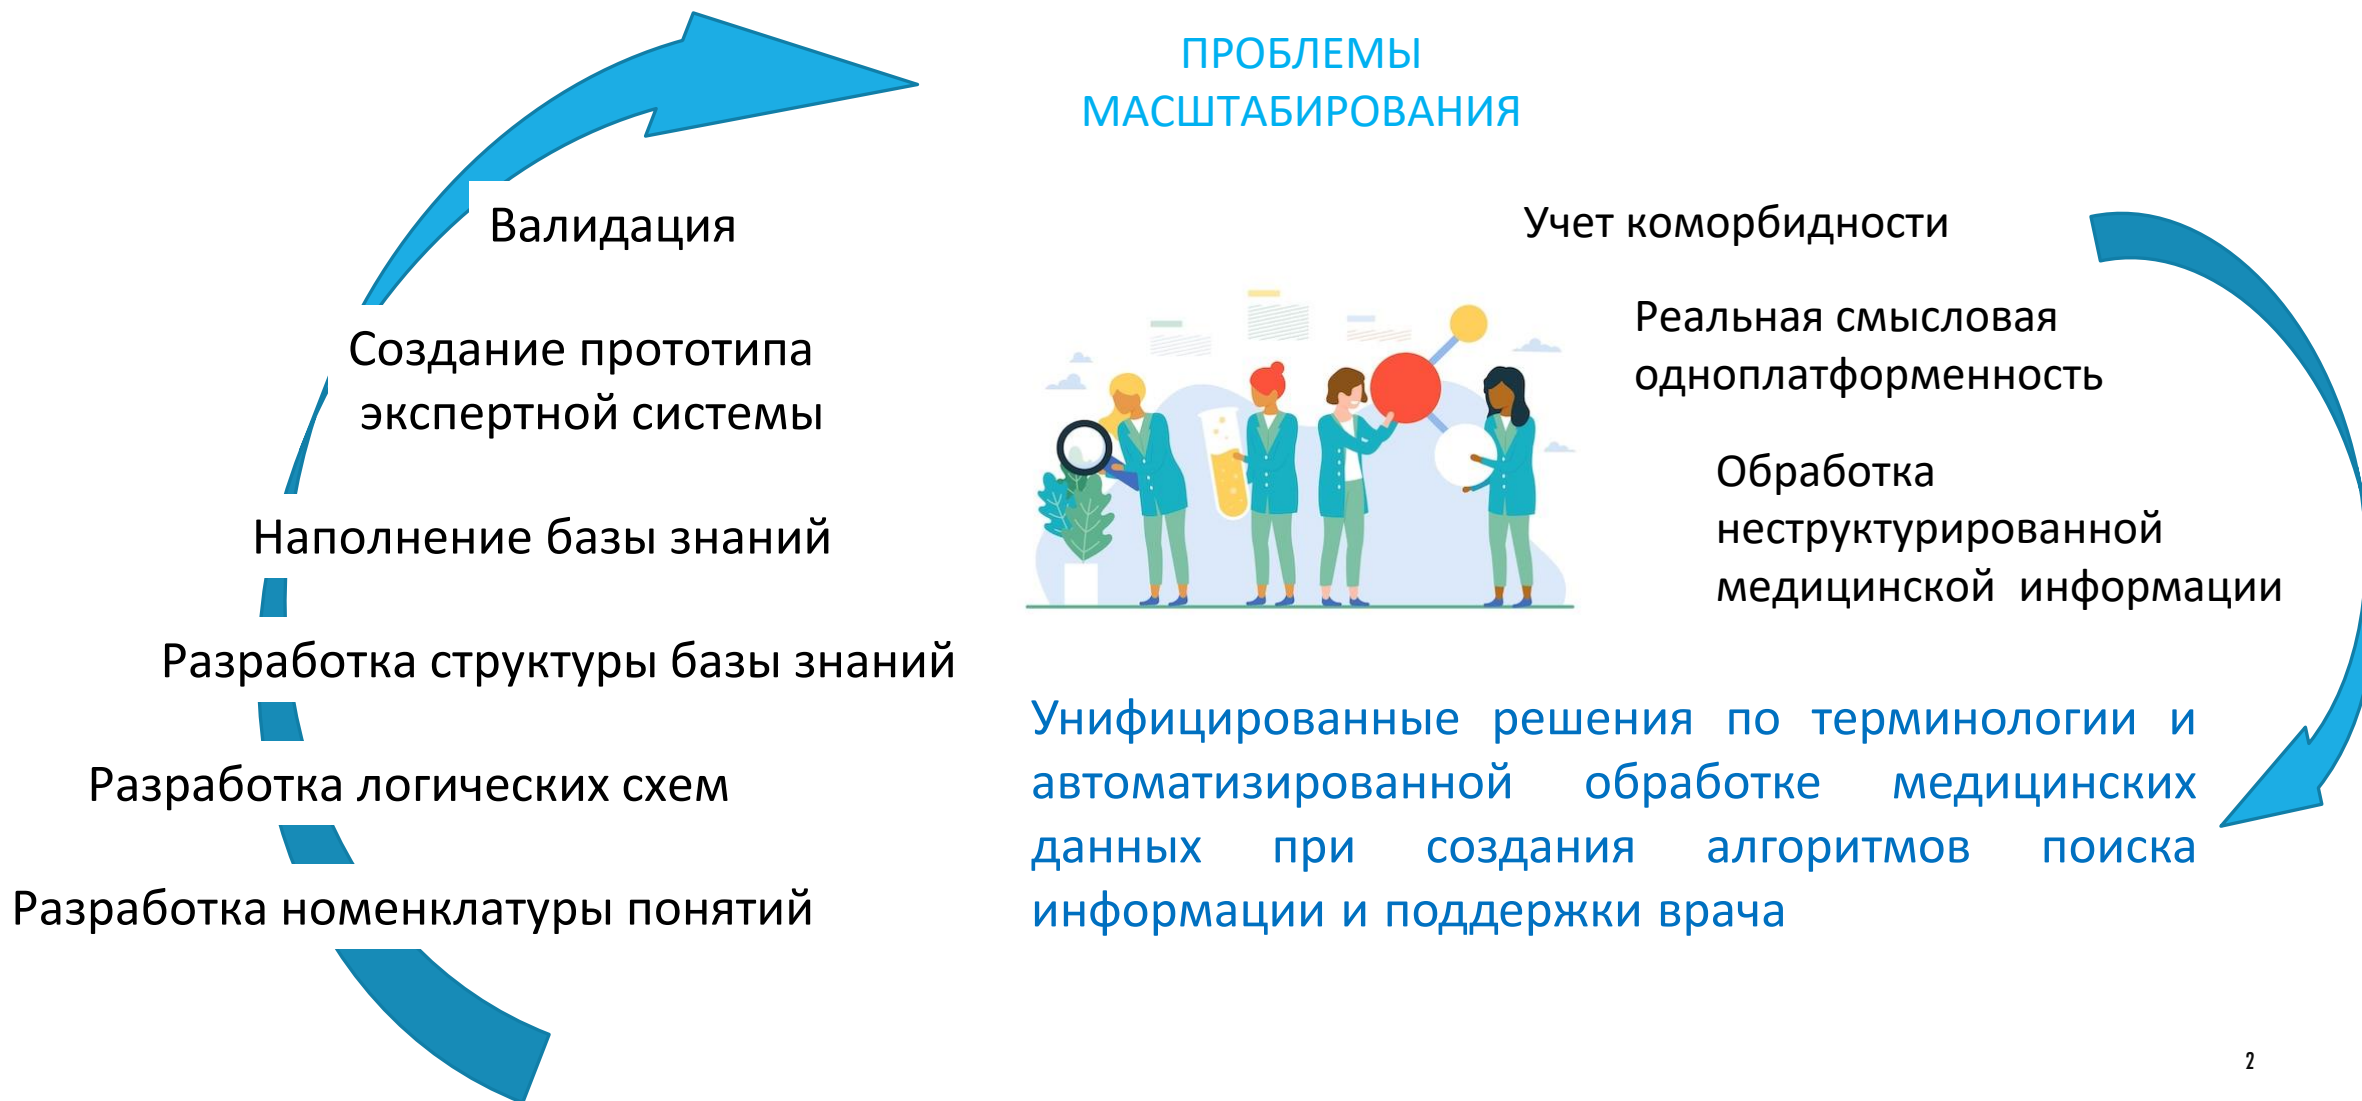 ПРОБЛЕМЫ
МАСШТАБИРОВАНИЯ
Валидация
Создание прототипа
экспертной системы
Наполнение базы знаний
Разработка структуры базы знаний
Разработка логических схем
Разработка номенклатуры понятий
Учет коморбидности
Реальная смысловая
одноплатформенность
Обработка
неструктурированной
медицинской информации
Унифицированные решения по терминологии и
автоматизированной обработке медицинских
данных при создания алгоритмов поиска
информации и поддержки врача
2